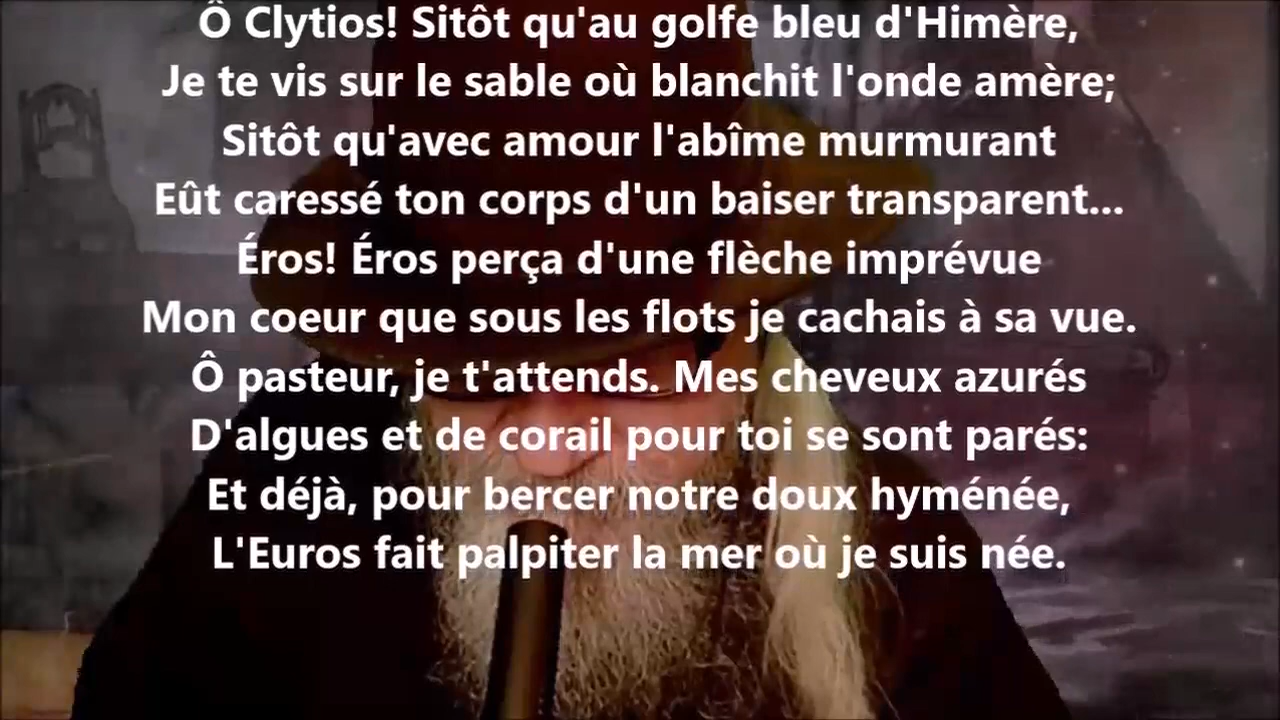 Ô Clytios! Sitôt qu'au golfe bleu d'Himère,
Je te vis sur le sable où blanchit l'onde amère;
Sitôt qu'avec amour l'abîme murmurant
Eût caressé ton corps d'un baiser transparent...
Éros! Éros perça d'une flèche imprévue
Mon coeur que sous les flots je cachais à sa vue.
Ô pasteur, je t'attends. Mes cheveux azurés
D'algues et de corail pour toi se sont parés:
Et déjà, pour bercer notre doux hyménée,
L'Euros fait palpiter la mer où je suis née.